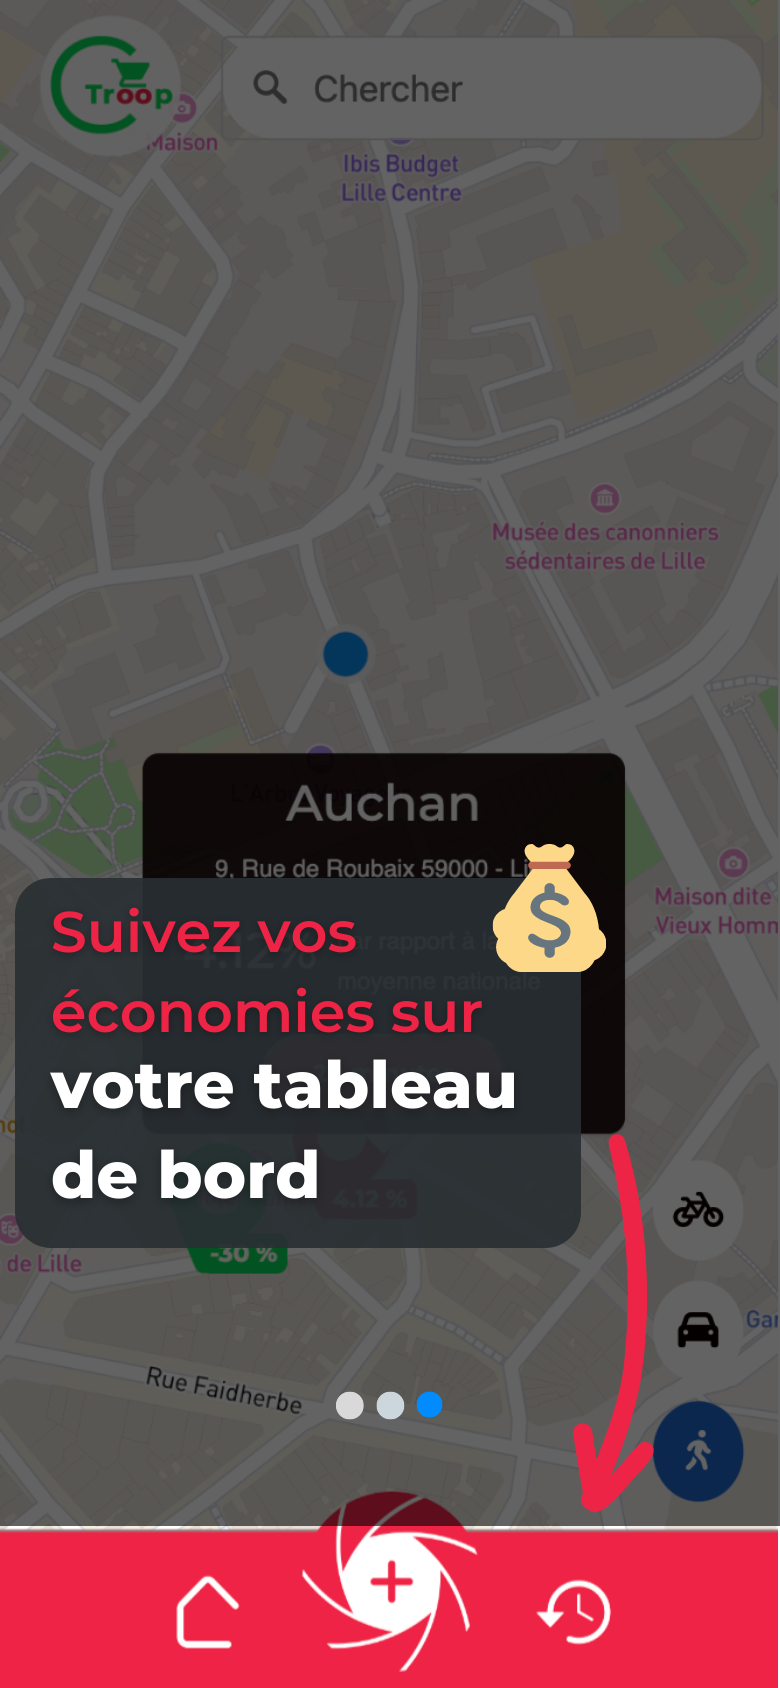 Troop
Chercher
Maison
Ibis Budget
Lille Centre
Musée des canonniers
sédentaires de Lille
Auchan
9, Rue de Roubaix 59000 - Li
Maison dite
Vieux Homm
4.12%
ar rapport à la
moyenne nationale
Suivez vos
économies sur
votre tableau
de bord
4.12 %
-30 %
de Lille
Gar
Rue Faidherbe